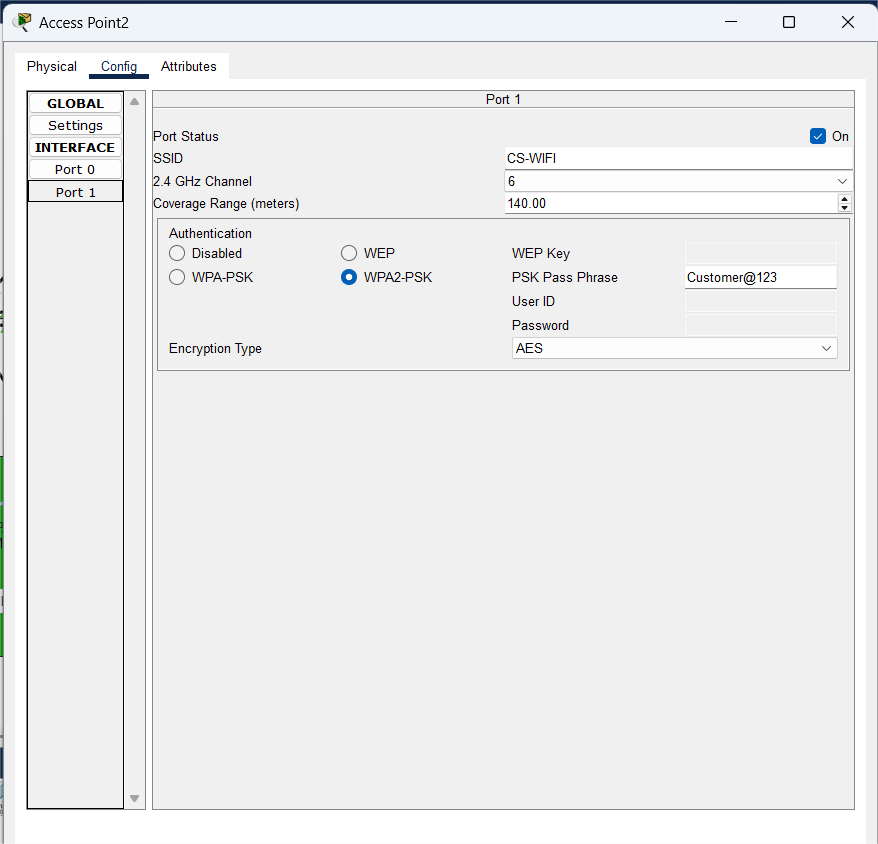 Access Point2
Physical Config Attributes
GLOBAL
Settings
INTERFACE
Port 0
Port 1
Port 1
Port Status On
SSID CS-WIFI
2.4 GHz Channel 6
Coverage Range (meters) 140.00
Authentication
Disabled WEP WEP Key
WPA-PSK WPA2-PSK PSK Pass Phrase Customer@123
User ID
Password
Encryption Type AES